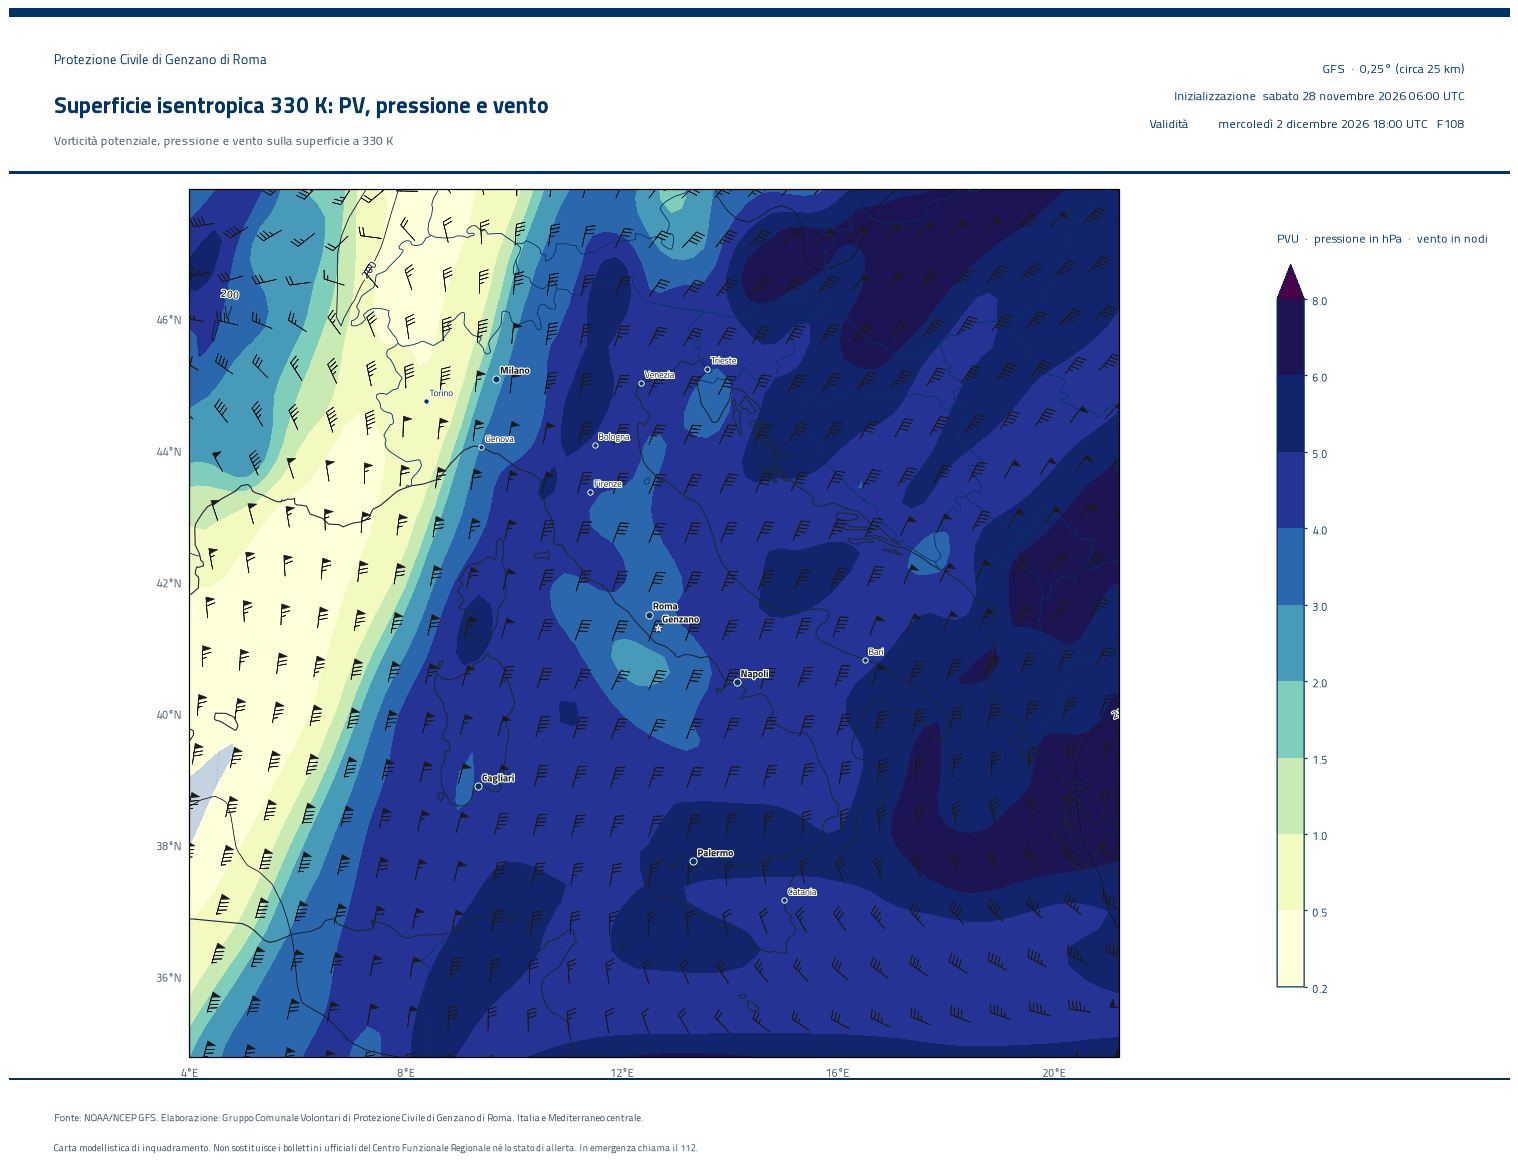 Protezione Civile di Genzano di Roma
Superficie isentropica 330 K: PV, pressione e vento
Vorticità potenziale, pressione e vento sulla superficie a 330 K
GFS · 0,25° (circa 25 km)
Inizializzazione sabato 28 novembre 2026 06:00 UTC
Validità mercoledì 2 dicembre 2026 18:00 UTC F108
PVU · pressione in hPa · vento in nodi
8.0
6.0
5.0
4.0
3.0
2.0
1.5
1.0
0.5
0.2
46°N
44°N
42°N
40°N
38°N
36°N
4°E
8°E
12°E
16°E
20°E
200
200
Milano
Torino
Genova
Venezia
Trieste
Bologna
Firenze
Roma
Genzano
Napoli
Bari
Cagliari
Palermo
Catania
Fonte: NOAA/NCEP GFS. Elaborazione: Gruppo Comunale Volontari di Protezione Civile di Genzano di Roma. Italia e Mediterraneo centrale.
Carta modellistica di inquadramento. Non sostituisce i bollettini ufficiali del Centro Funzionale Regionale né lo stato di allerta. In emergenza chiama il 112.